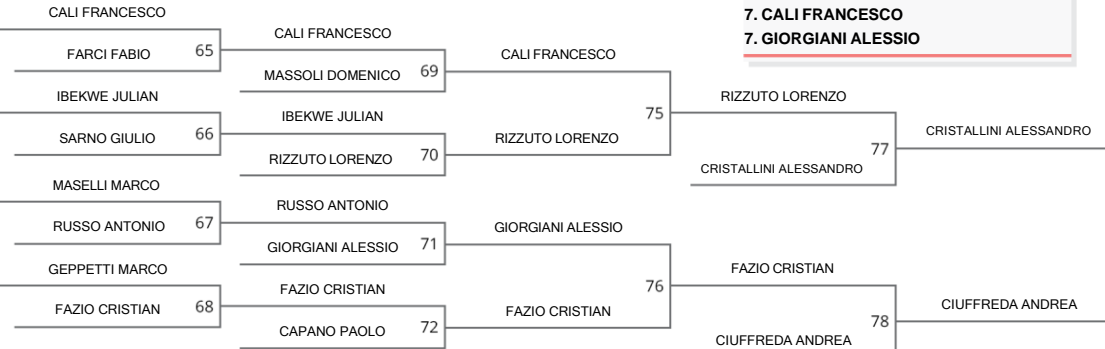 CALI FRANCESCO
FARCI FABIO
65
IBEKWE JULIAN
SARNO GIULIO
66
MASELLI MARCO
RUSSO ANTONIO
67
GEPPETTI MARCO
FAZIO CRISTIAN
68
CALI FRANCESCO
MASSOLI DOMENICO
69
IBEKWE JULIAN
RIZZUTO LORENZO
70
RUSSO ANTONIO
GIORGIANI ALESSIO
71
FAZIO CRISTIAN
CAPANO PAOLO
72
CALI FRANCESCO
RIZZUTO LORENZO
75
GIORGIANI ALESSIO
FAZIO CRISTIAN
76
7. CALI FRANCESCO
7. GIORGIANI ALESSIO
RIZZUTO LORENZO
CRISTALLINI ALESSANDRO
77
FAZIO CRISTIAN
CIUFFREDA ANDREA
78
CRISTALLINI ALESSANDRO
CIUFFREDA ANDREA